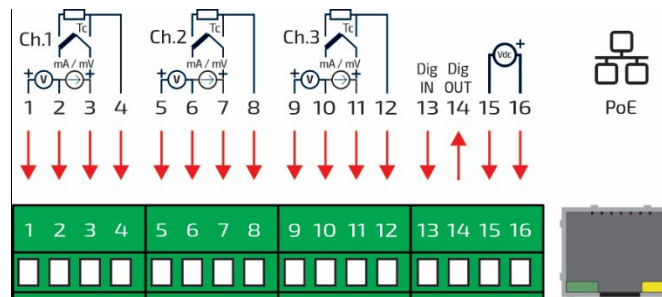 Tc Tc Tc
Ch.1 Ch.2 Ch.3
mA / mV mA / mV mA / mV Vdc
+ V + + V + + V + +
Dig Dig
IN OUT
1 2 3 4 5 6 7 8 9 10 11 12 13 14 15 16 PoE
1 2 3 4 5 6 7 8 9 10 11 12 13 14 15 16